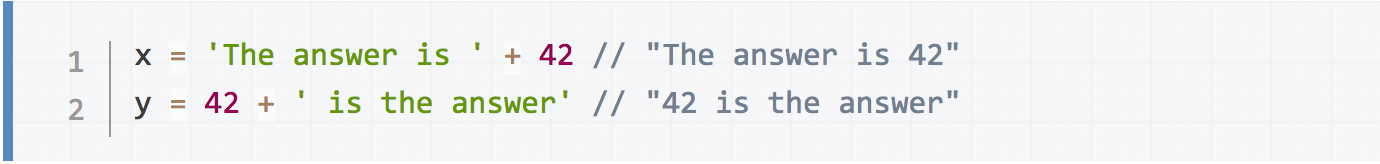 1 x = 'The answer is ' + 42 // "The answer is 42"
2 y = 42 + ' is the answer' // "42 is the answer"